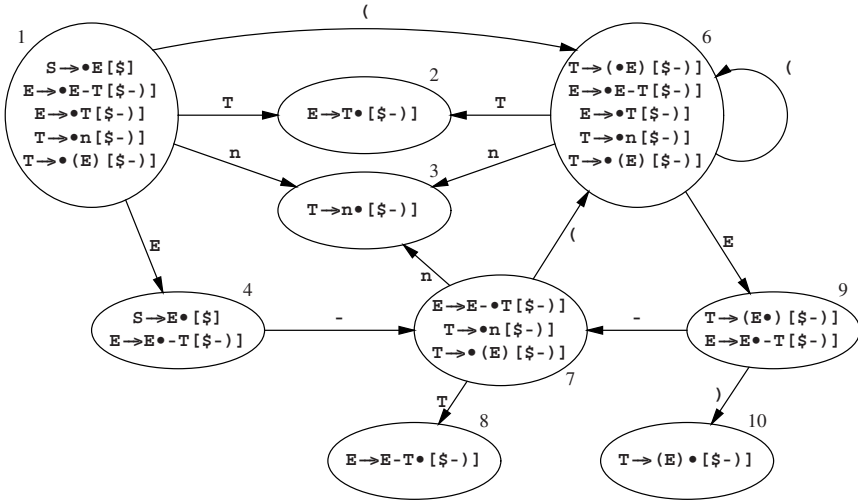 (
1
S→•E[$]
E→•E-T[$-)]
E→•T[$-)]
T→•n[$-)]
T→•(E)[$-)]
6
T→(•E)[$-)]
E→•E-T[$-)]
E→•T[$-)]
T→•n[$-)]
T→•(E)[$-)]
(
2
T
E→T•[$-)]
T
n
n
3
T→n•[$-)]
E
(
E
4
S→E•[$]
E→E•-T[$-)]
-
n
E→E-•T[$-)]
T→•n[$-)]
T→•(E)[$-)]
7
-
9
T→(E•)[$-)]
E→E•-T[$-)]
T
)
8
E→E-T•[$-)]
10
T→(E)•[$-)]